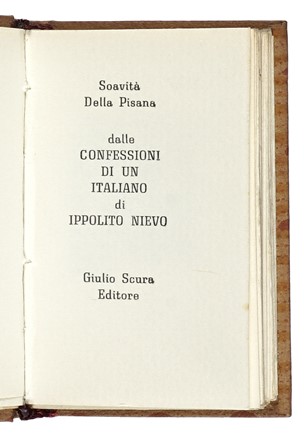 Soavità
Della Pisana
dalle
CONFESSIONI
DI UN
ITALIANO
di
IPPOLITO NIEVO
Giulio Scura
Editore